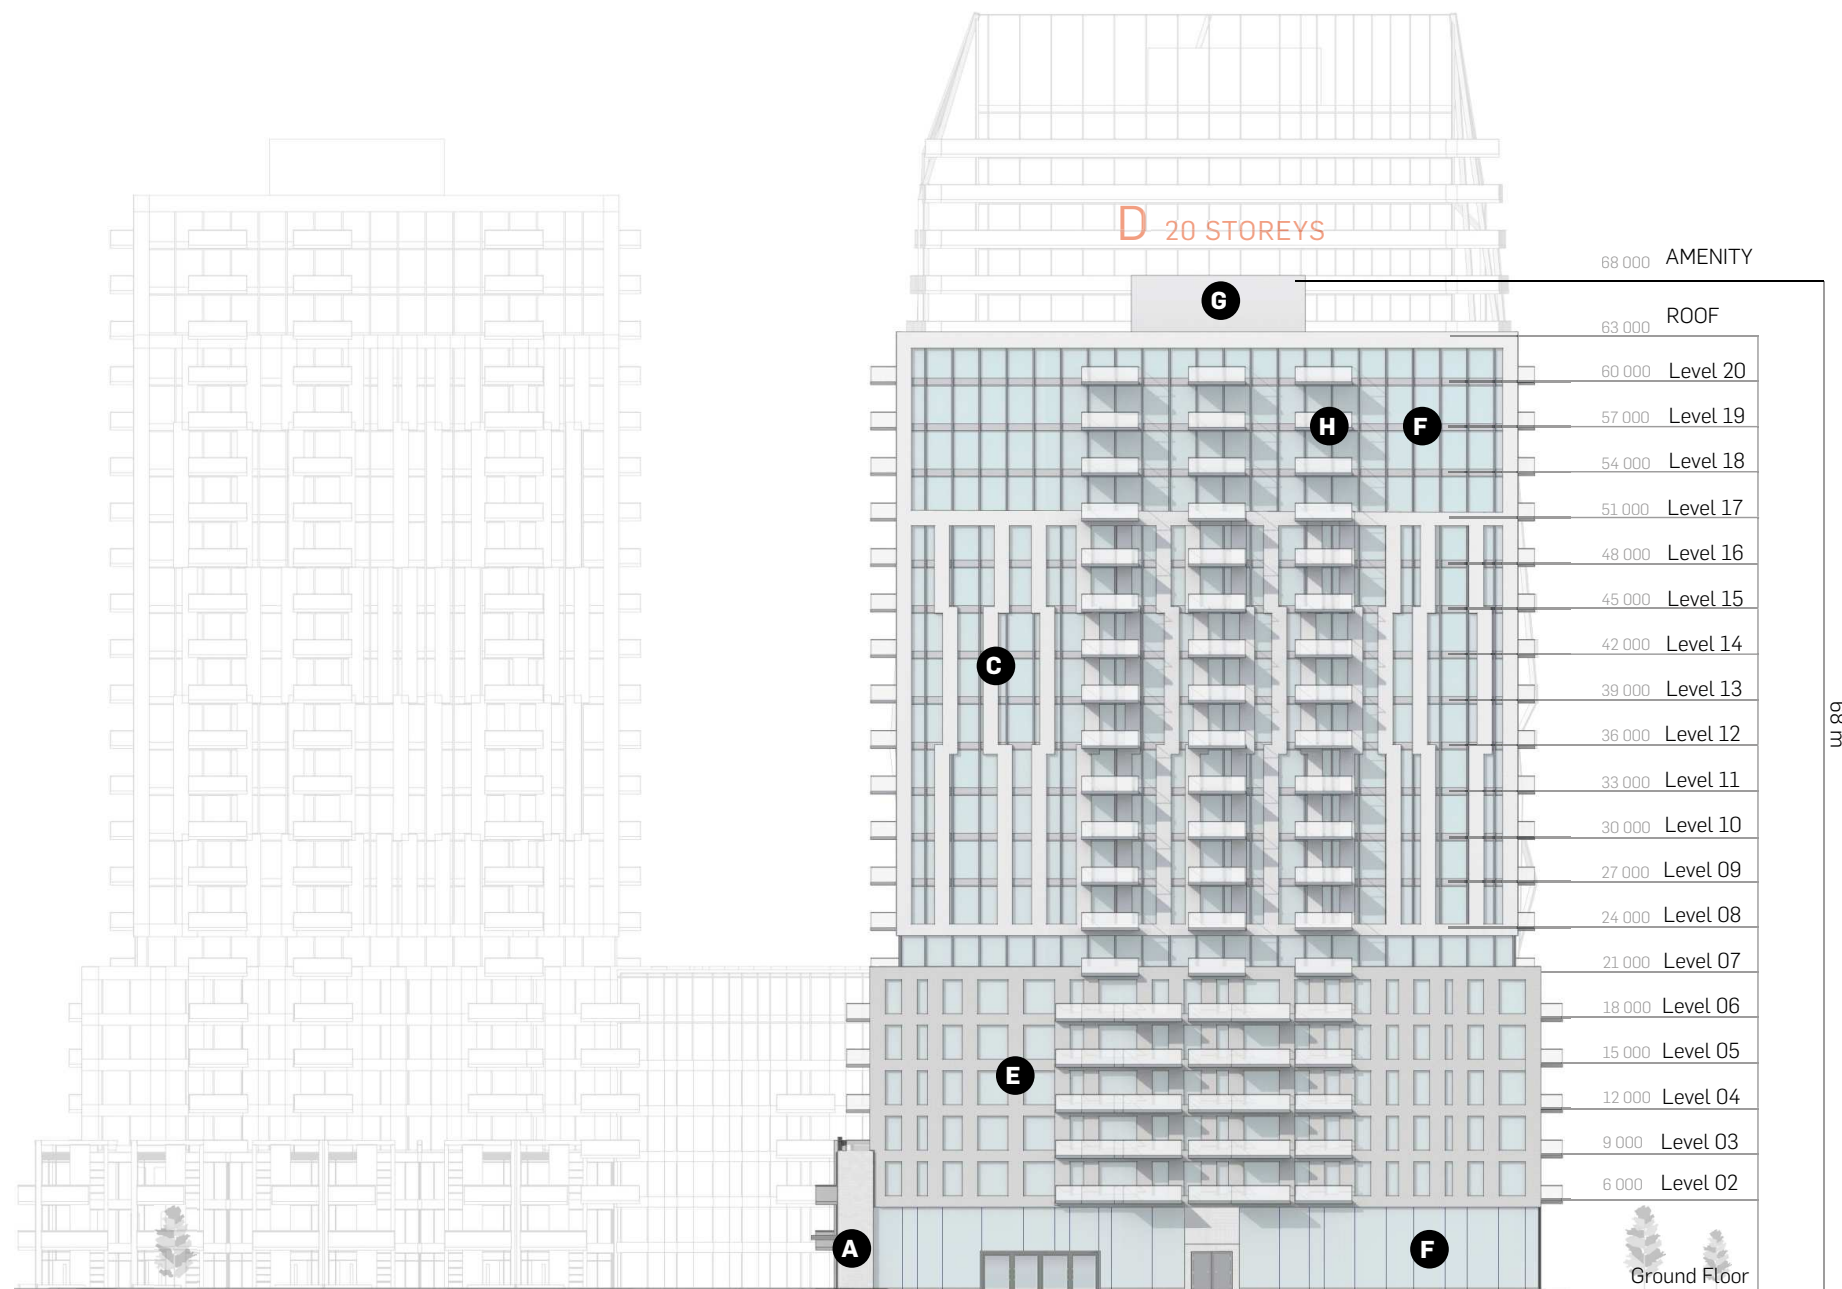 D 20 STOREYS
68 000 AMENITY
G
63 000 ROOF
60 000 Level 20
57 000 Level 19
H F
54 000 Level 18
51 000 Level 17
48 000 Level 16
45 000 Level 15
42 000 Level 14
C
39 000 Level 13
68 m
36 000 Level 12
33 000 Level 11
30 000 Level 10
27 000 Level 09
24 000 Level 08
21 000 Level 07
18 000 Level 06
15 000 Level 05
E
12 000 Level 04
9 000 Level 03
6 000 Level 02
A F
Ground Floor